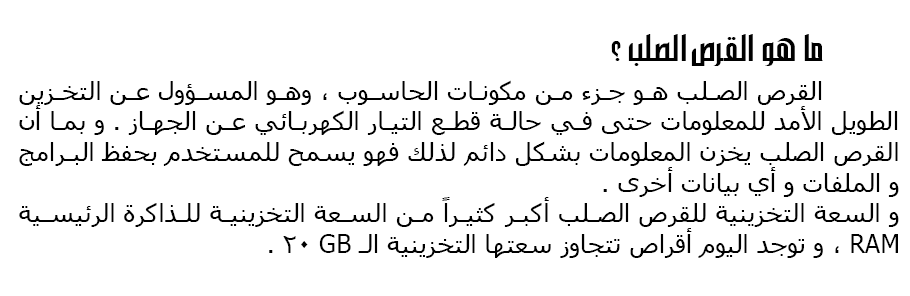 ما هو القرص الصلب ؟
القرص الصلب هو جزء من مكونات الحاسوب ، وهو المسؤول عن التخزين
الطويل الأمد للمعلومات حتى في حالة قطع التيار الكهربائي عن الجهاز . و بما أن
القرص الصلب يخزن المعلومات بشكل دائم لذلك فهو يسمح للمستخدم بحفظ البرامج
و الملفات و أي بيانات أخرى .
و السعة التخزينية للقرص الصلب أكبر كثيراً من السعة التخزينية للذاكرة الرئيسية
RAM ، و توجد اليوم أقراص تتجاوز سعتها التخزينية الـ ٢٠ GB .